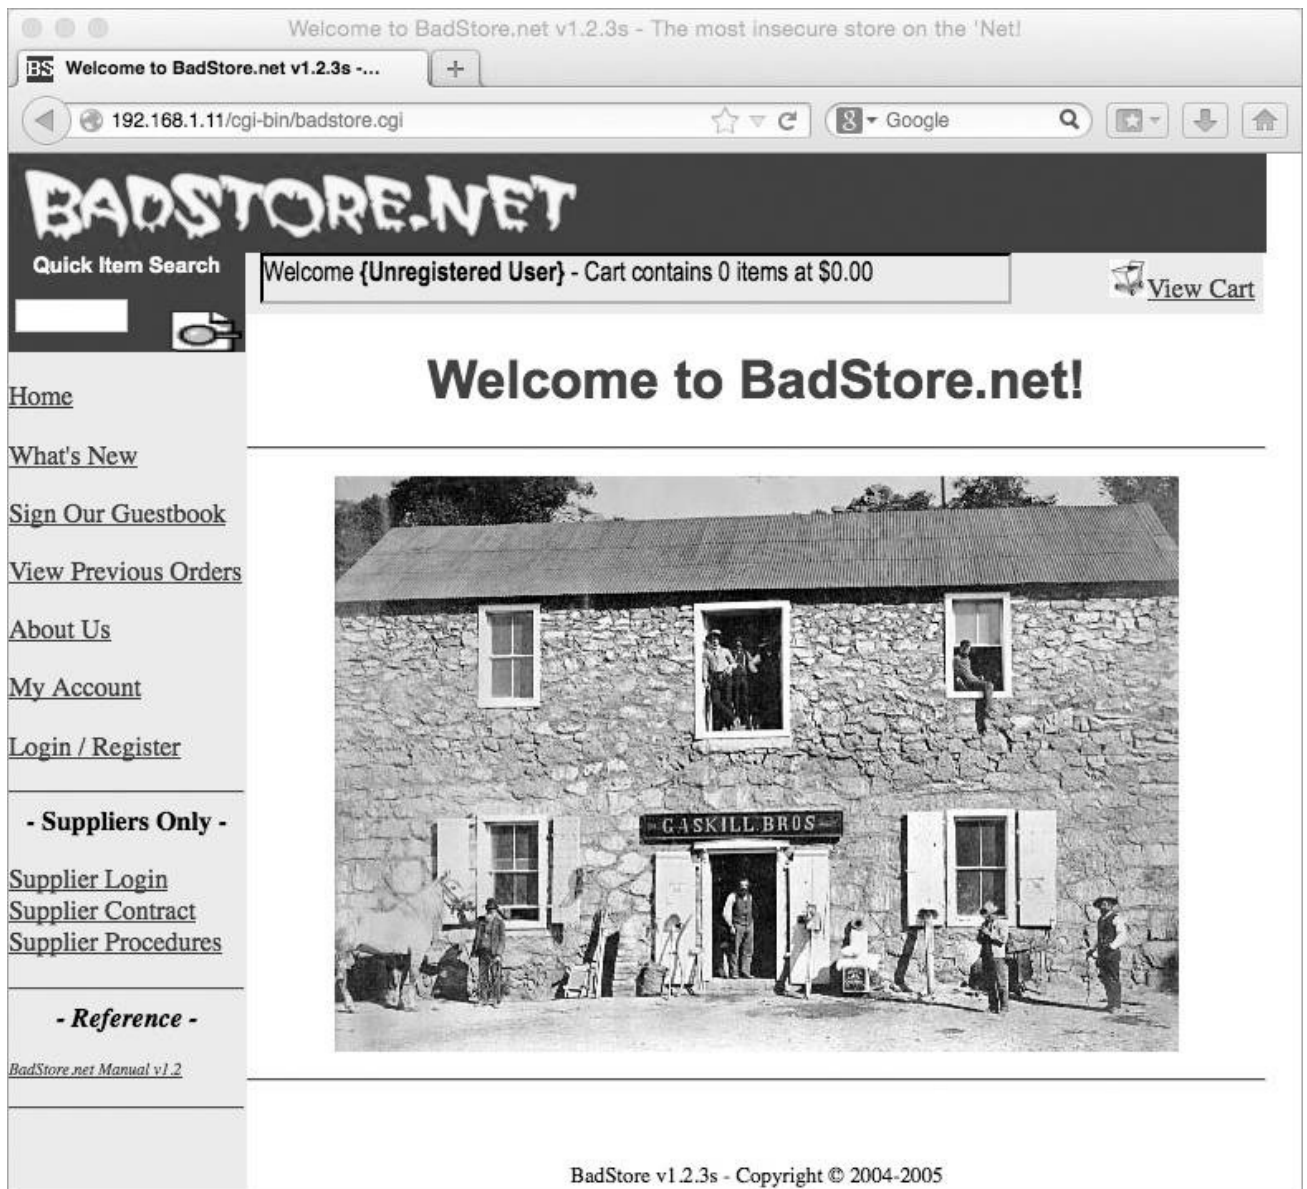 Welcome to BadStore.net v1.2.3s - The most insecure store on the 'Net!
BS Welcome to BadStore.net v1.2.3s -...
192.168.1.11/cgi-bin/badstore.cgi
8 Google
BADSTORE.NET
Quick Item Search
Welcome {Unregistered User} - Cart contains 0 items at $0.00
View Cart
Welcome to BadStore.net!
Home
What's New
Sign Our Guestbook
View Previous Orders
About Us
My Account
Login / Register
- Suppliers Only -
Supplier Login
Supplier Contract
Supplier Procedures
- Reference -
BadStore.net Manual v1.2
GASKILL BROS
BadStore v1.2.3s - Copyright © 2004-2005